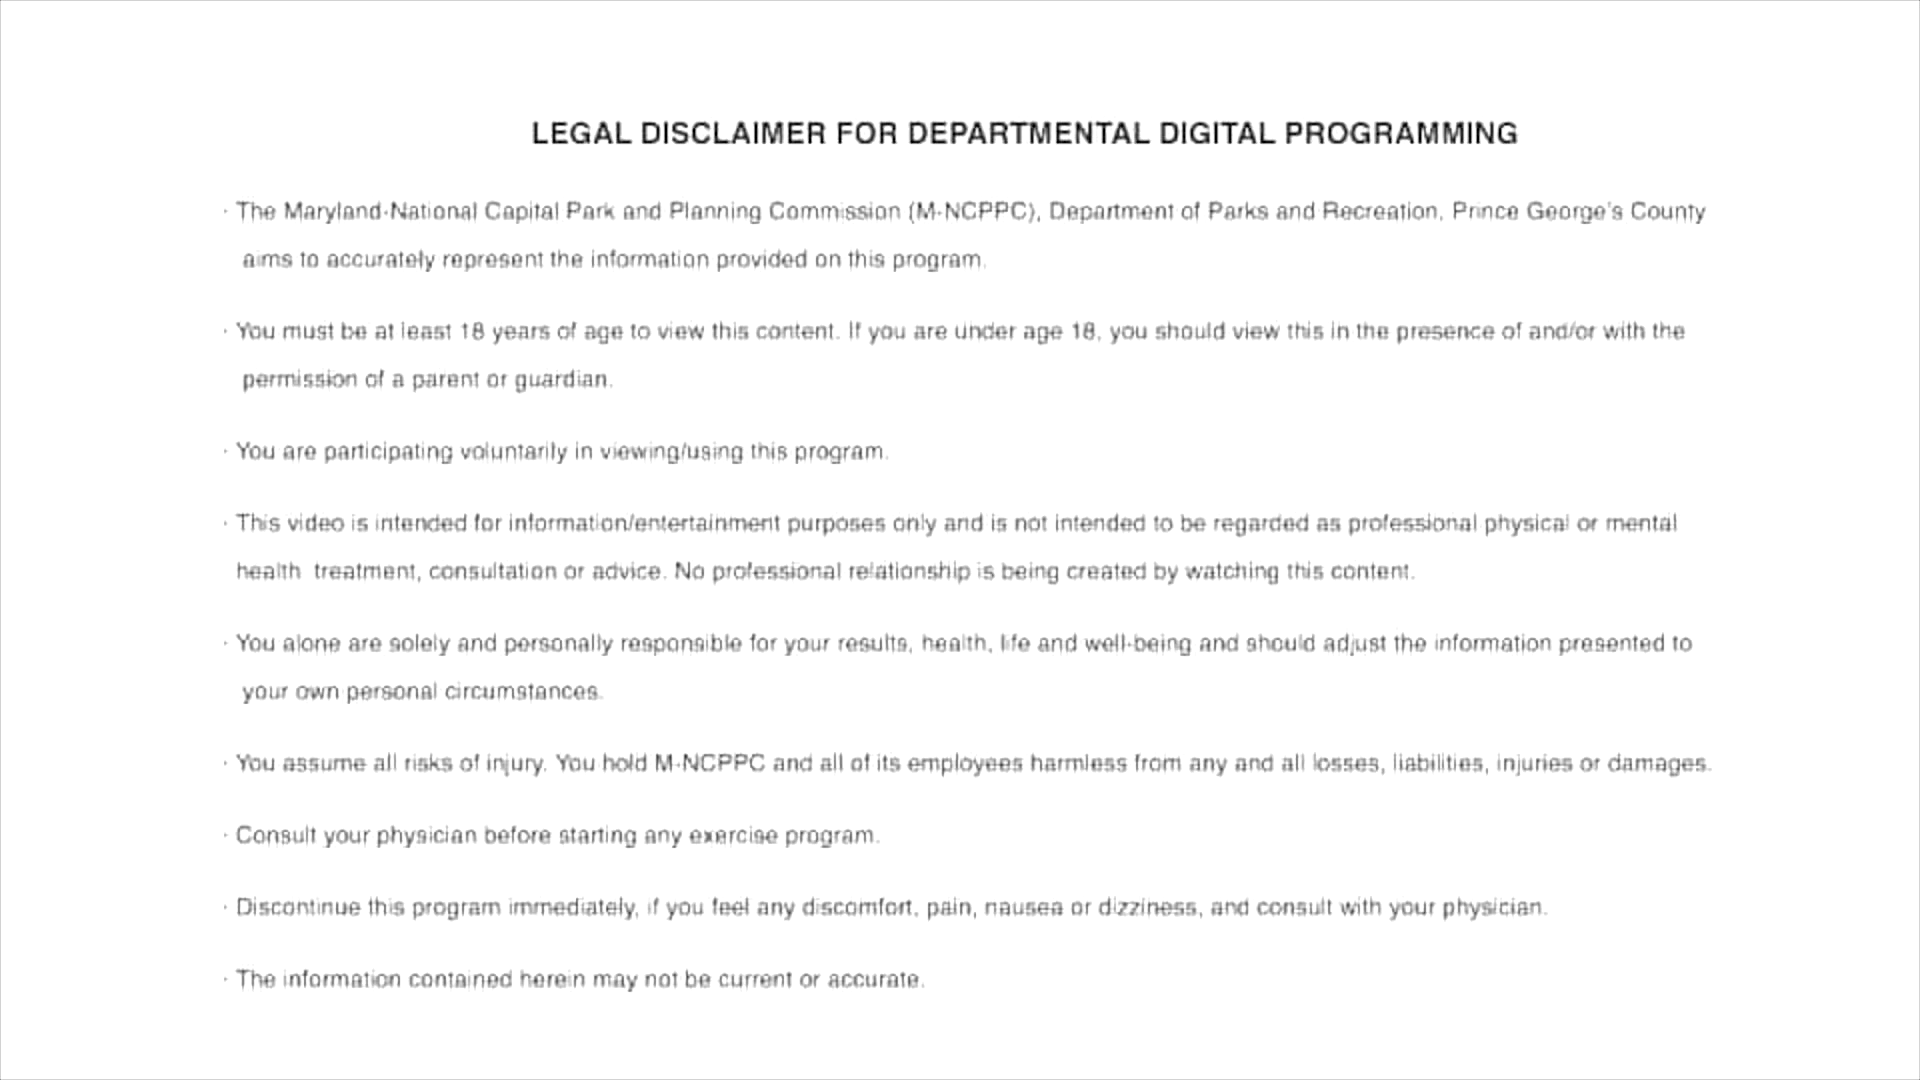 LEGAL DISCLAIMER FOR DEPARTMENTAL DIGITAL PROGRAMMING
· The Maryland-National Capital Park and Planning Commission (M-NCPPC), Department of Parks and Recreation, Prince George's County
aims to accurately represent the information provided on this program.
· You must be at least 18 years of age to view this content. If you are under age 18, you should view this in the presence of and/or with the
permission of a parent or guardian.
· You are participating voluntarily in viewing/using this program.
· This video is intended for information/entertainment purposes only and is not intended to be regarded as professional physical or mental
health treatment, consultation or advice. No professional relationship is being created by watching this content.
· You alone are solely and personally responsible for your results, health, life and well-being and should adjust the information presented to
your own personal circumstances.
· You assume all risks of injury. You hold M-NCPPC and all of its employees harmless from any and all losses, liabilities, injuries or damages.
· Consult your physician before starting any exercise program.
· Discontinue this program immediately, if you feel any discomfort, pain, nausea or dizziness, and consult with your physician.
· The information contained herein may not be current or accurate.